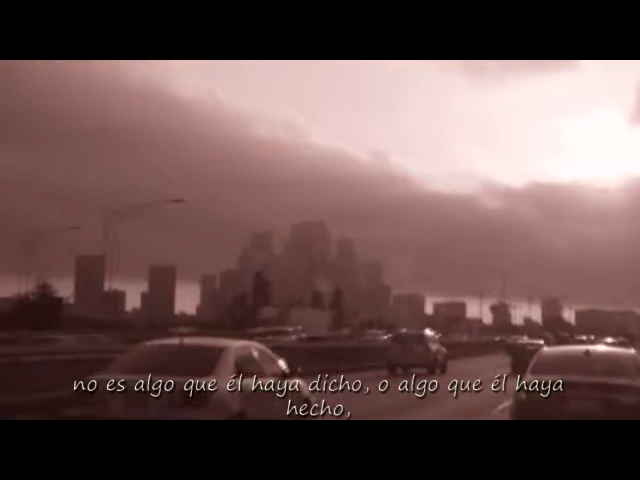 no es algo que él haya dicho, o algo que él haya
hecho,